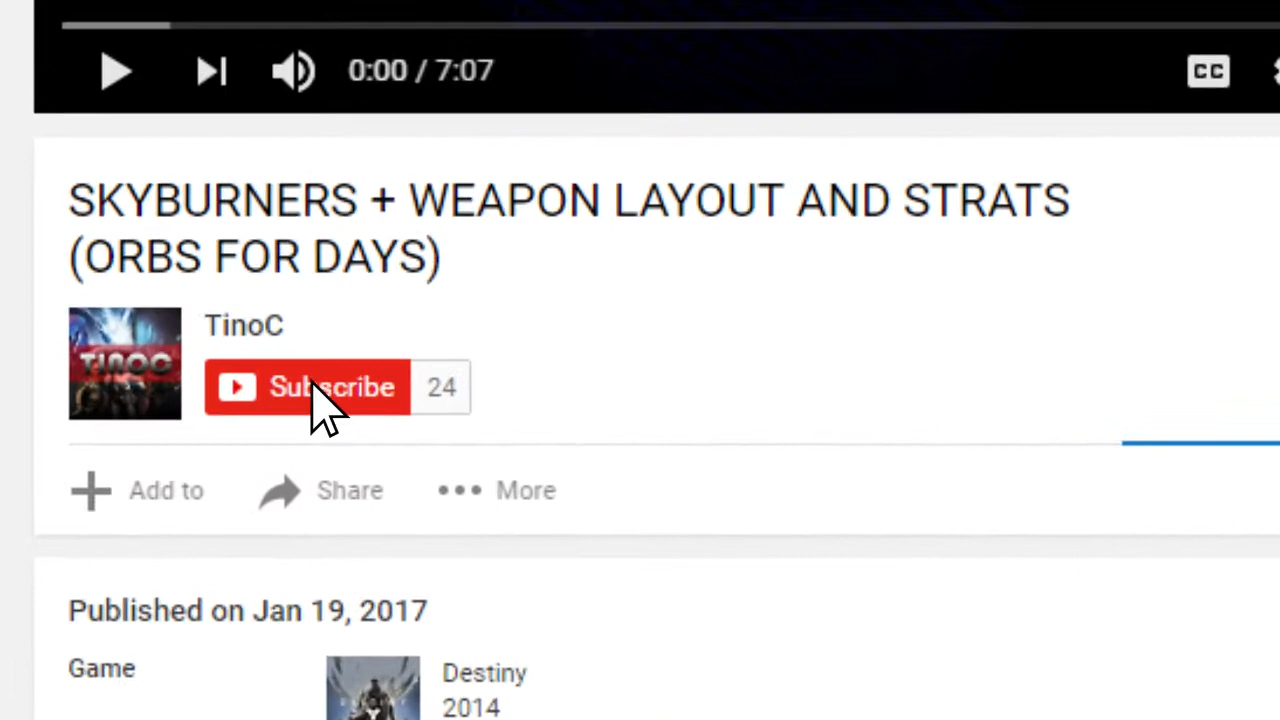 0:00 / 7:07
CC
SKYBURNERS + WEAPON LAYOUT AND STRATS
(ORBS FOR DAYS)
TinoC
TINOC
Subscribe 24
Add to Share More
Published on Jan 19, 2017
Game
Destiny
2014